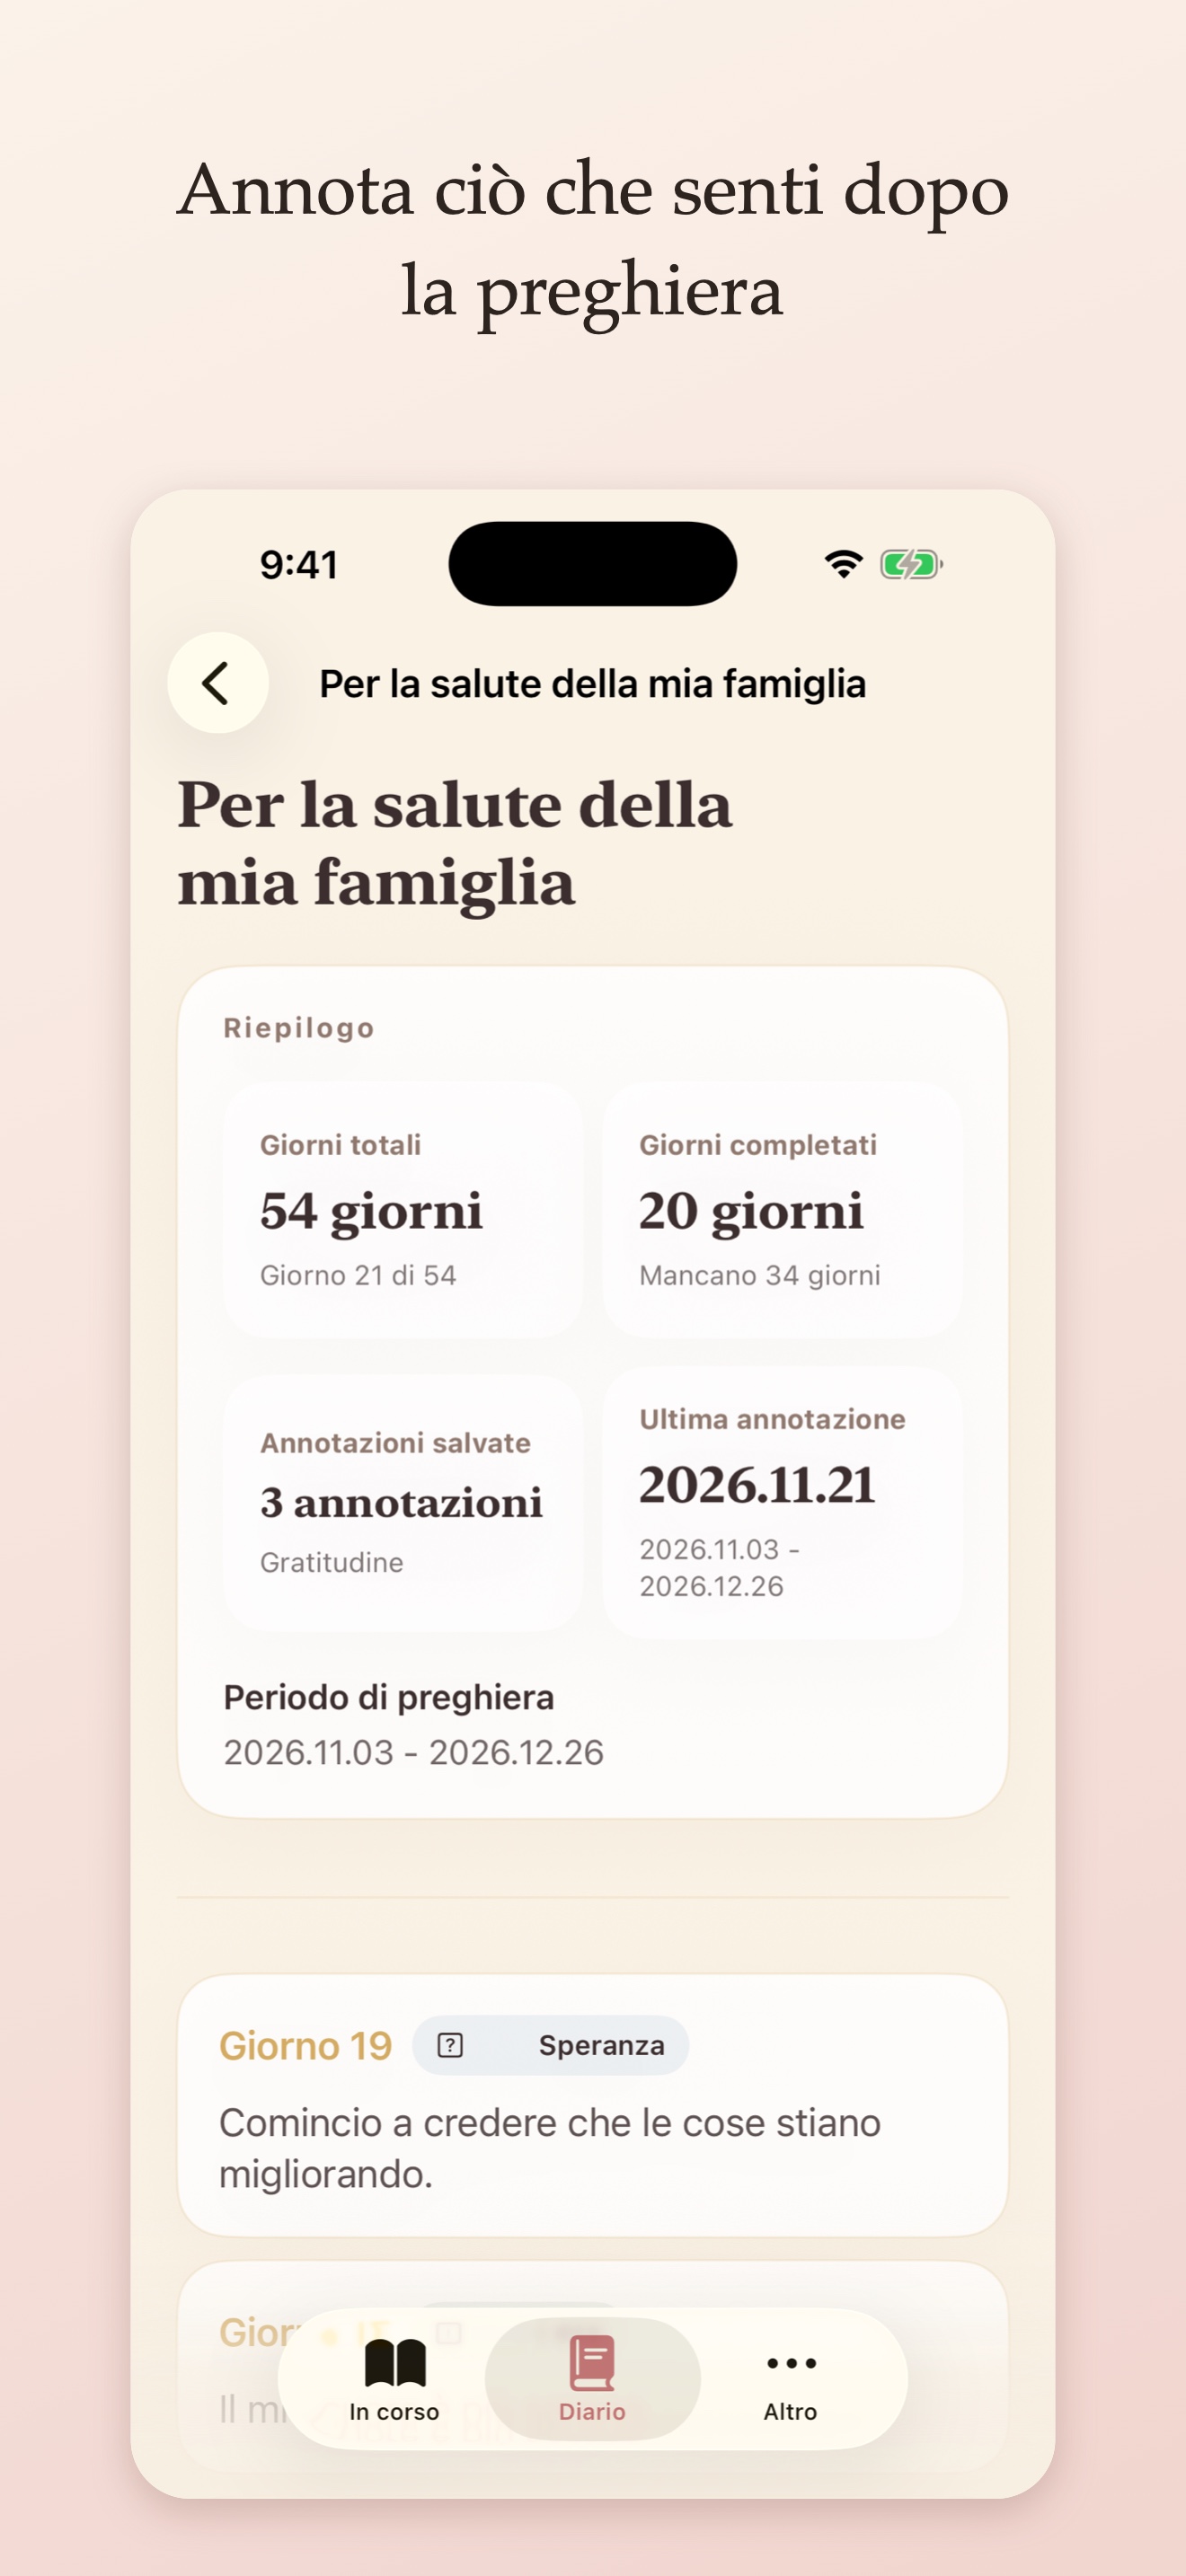 Annota ciò che senti dopo
la preghiera
9:41
Per la salute della mia famiglia
Per la salute della
mia famiglia
Riepilogo
Giorni totali
54 giorni
Giorno 21 di 54
Giorni completati
20 giorni
Mancano 34 giorni
Annotazioni salvate
3 annotazioni
Gratitudine
Ultima annotazione
2026.11.21
2026.11.03 -
2026.12.26
Periodo di preghiera
2026.11.03 - 2026.12.26
Giorno 19
Speranza
Comincio a credere che le cose stiano
migliorando.
Il
In corso
Diario
Altro